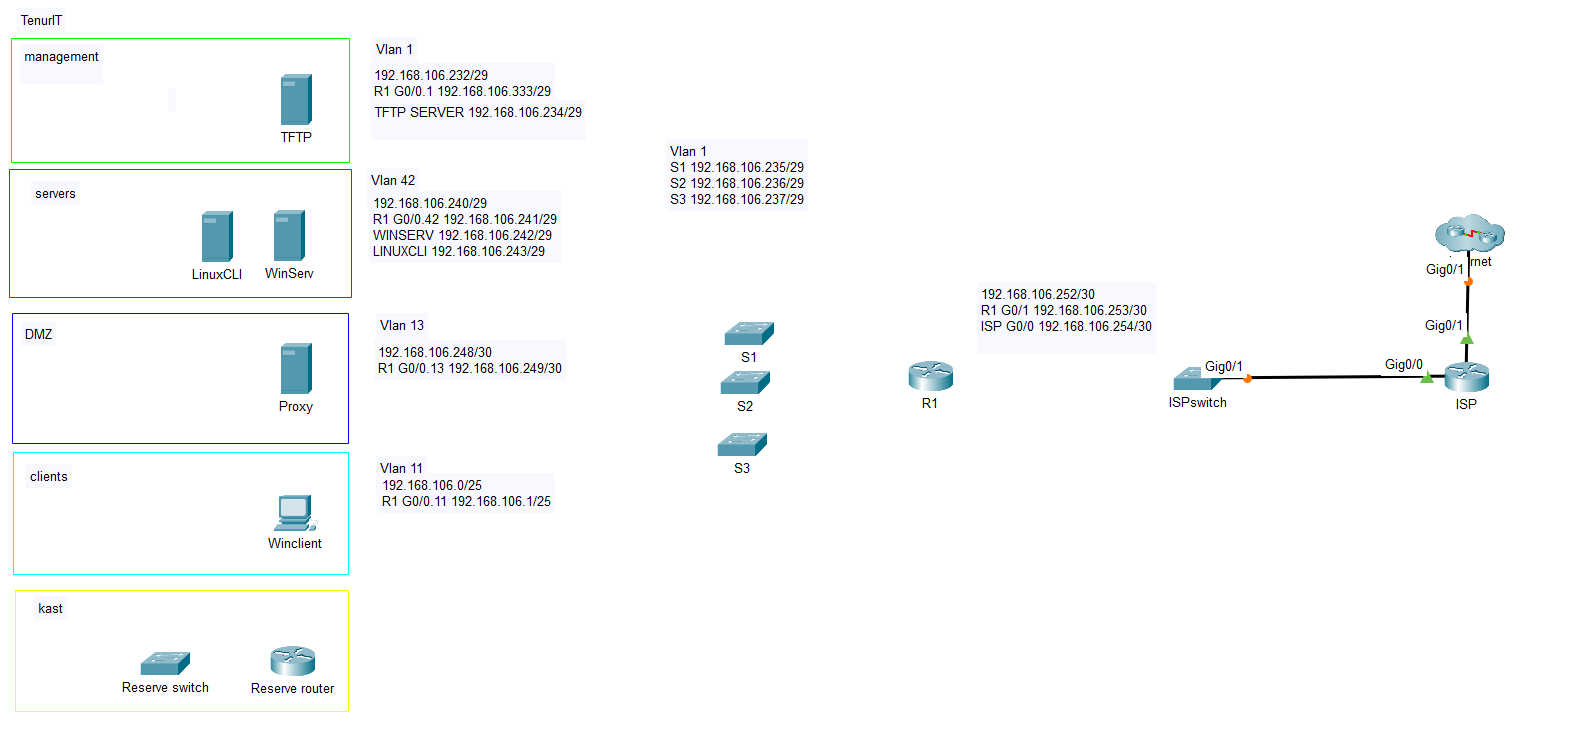 TenurIT
management
TFTP
Vlan 1
192.168.106.232/29
R1 G0/0.1 192.168.106.333/29
TFTP SERVER 192.168.106.234/29
Vlan 1
S1 192.168.106.235/29
S2 192.168.106.236/29
S3 192.168.106.237/29
servers
LinuxCLI
WinServ
Vlan 42
192.168.106.240/29
R1 G0/0.42 192.168.106.241/29
WINSERV 192.168.106.242/29
LINUXCLI 192.168.106.243/29
DMZ
Proxy
Vlan 13
192.168.106.248/30
R1 G0/0.13 192.168.106.249/30
S1
S2
S3
R1
192.168.106.252/30
R1 G0/1 192.168.106.253/30
ISP G0/0 192.168.106.254/30
rnet
Gig0/1
Gig0/1
Gig0/0
Gig0/1
ISPswitch
ISP
clients
Winclient
Vlan 11
192.168.106.0/25
R1 G0/0.11 192.168.106.1/25
kast
Reserve switch
Reserve router